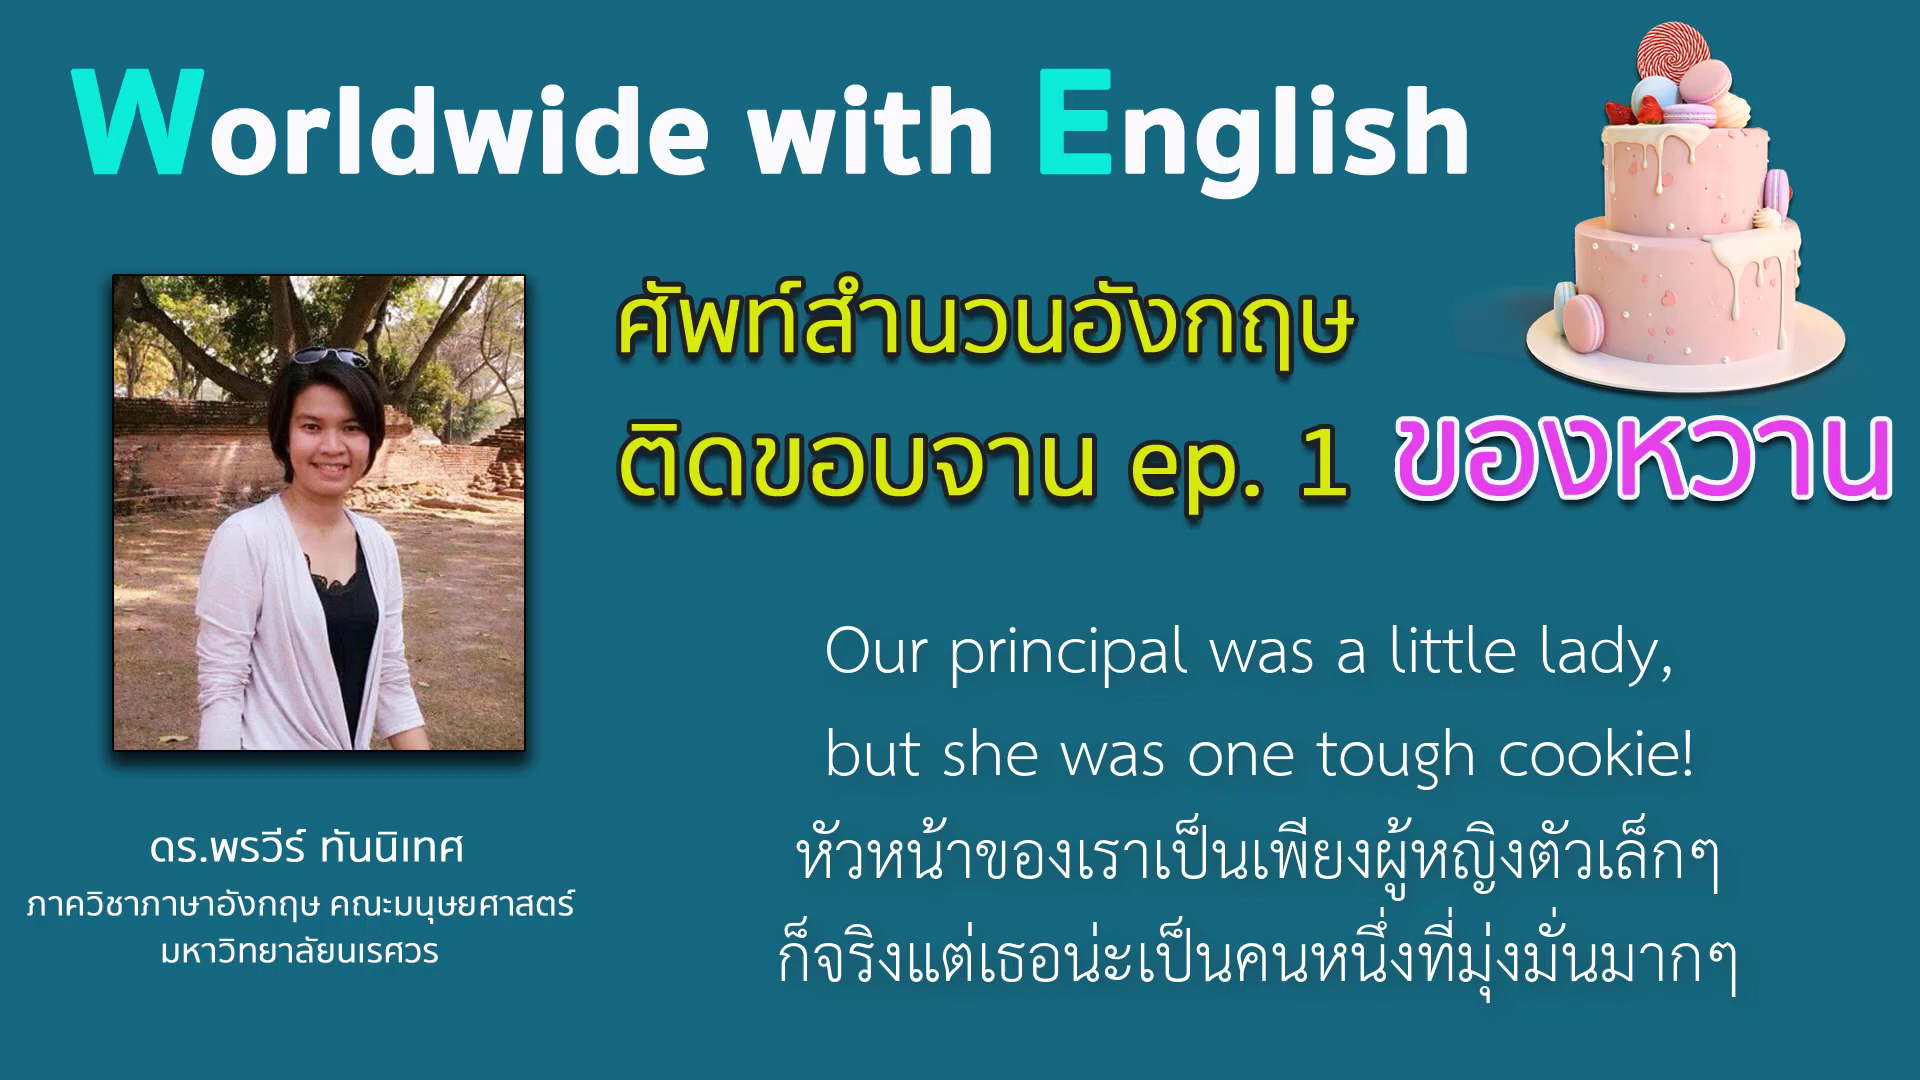 Worldwide with English
ศัพท์สำนวนอังกฤษ
ติดขอบจาน ep. 1 ของหวาน
Our principal was a little lady,
but she was one tough cookie!
หัวหน้าของเราเป็นเพียงผู้หญิงตัวเล็กๆ
ก็จริงแต่เธอน่ะเป็นคนหนึ่งที่มุ่งมั่นมากๆ
ดร.พรวีร์ ทันนิเทศ
ภาควิชาภาษาอังกฤษ คณะมนุษยศาสตร์
มหาวิทยาลัยนเรศวร